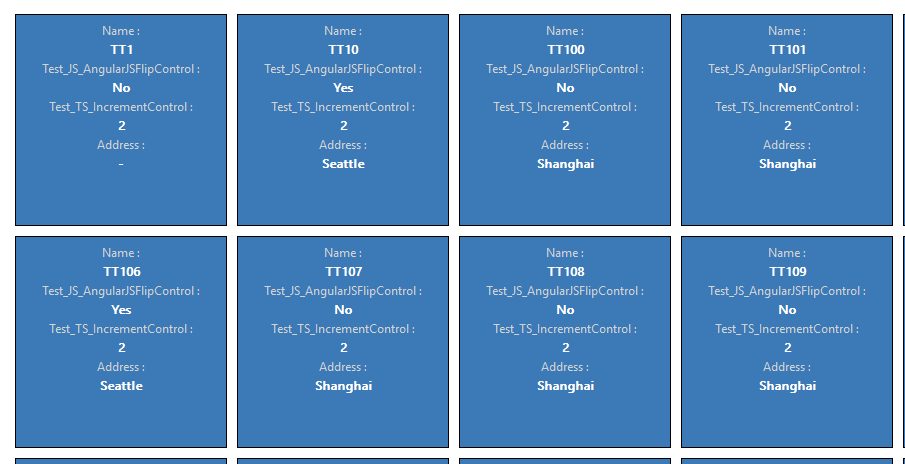 Name :
TT1
Test_JS_AngularJSFlipControl :
No
Test_TS_IncrementControl :
2
Address :
-
Name :
TT10
Test_JS_AngularJSFlipControl :
Yes
Test_TS_IncrementControl :
2
Address :
Seattle
Name :
TT100
Test_JS_AngularJSFlipControl :
No
Test_TS_IncrementControl :
2
Address :
Shanghai
Name :
TT101
Test_JS_AngularJSFlipControl :
No
Test_TS_IncrementControl :
2
Address :
Shanghai
Name :
TT106
Test_JS_AngularJSFlipControl :
Yes
Test_TS_IncrementControl :
2
Address :
Seattle
Name :
TT107
Test_JS_AngularJSFlipControl :
No
Test_TS_IncrementControl :
2
Address :
Shanghai
Name :
TT108
Test_JS_AngularJSFlipControl :
No
Test_TS_IncrementControl :
2
Address :
Shanghai
Name :
TT109
Test_JS_AngularJSFlipControl :
No
Test_TS_IncrementControl :
2
Address :
Shanghai